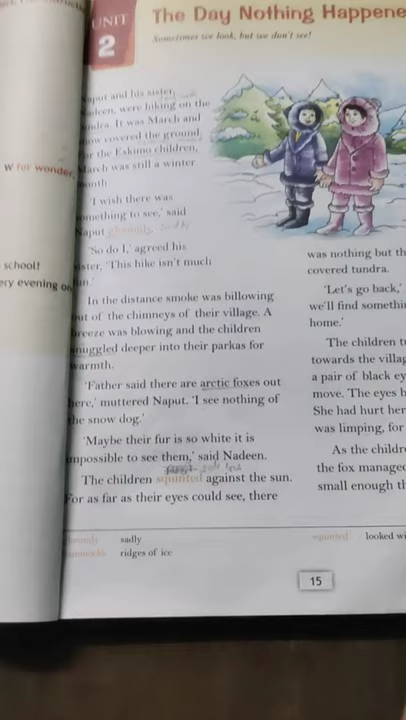 UNIT
2
The Day Nothing Happene
Sometimes we look, but we don't see!
w for wonder,
school!
ery evening o
Naput and his sister,
Nadeen, were hiking on the
tundra. It was March and
snow covered the ground.
For the Eskimo children,
March was still a winter
month
'I wish there was
something to see,' said
Naput
'So do I,' agreed his
sister, 'This hike isn't much
fun.'
In the distance smoke was billowing
out of the chimneys of their village. A
breeze was blowing and the children
snuggled deeper into their parkas for
warmth.
'Father said there are arctic foxes out
here,' muttered Naput. 'I see nothing of
the snow dog.'
'Maybe their fur is so white it is
impossible to see them,' said Nadeen.
The children squinted against the sun.
For as far as their eyes could see, there
was nothing but th
covered tundra.
'Let's go back,'
we'll find somethi
home.'
The children t
towards the villag
a pair of black ey
move. The eyes b
She had hurt her
was limping, for
As the childre
the fox manage
small enough t
sadly
ridges of ice
squinted looked wi
15